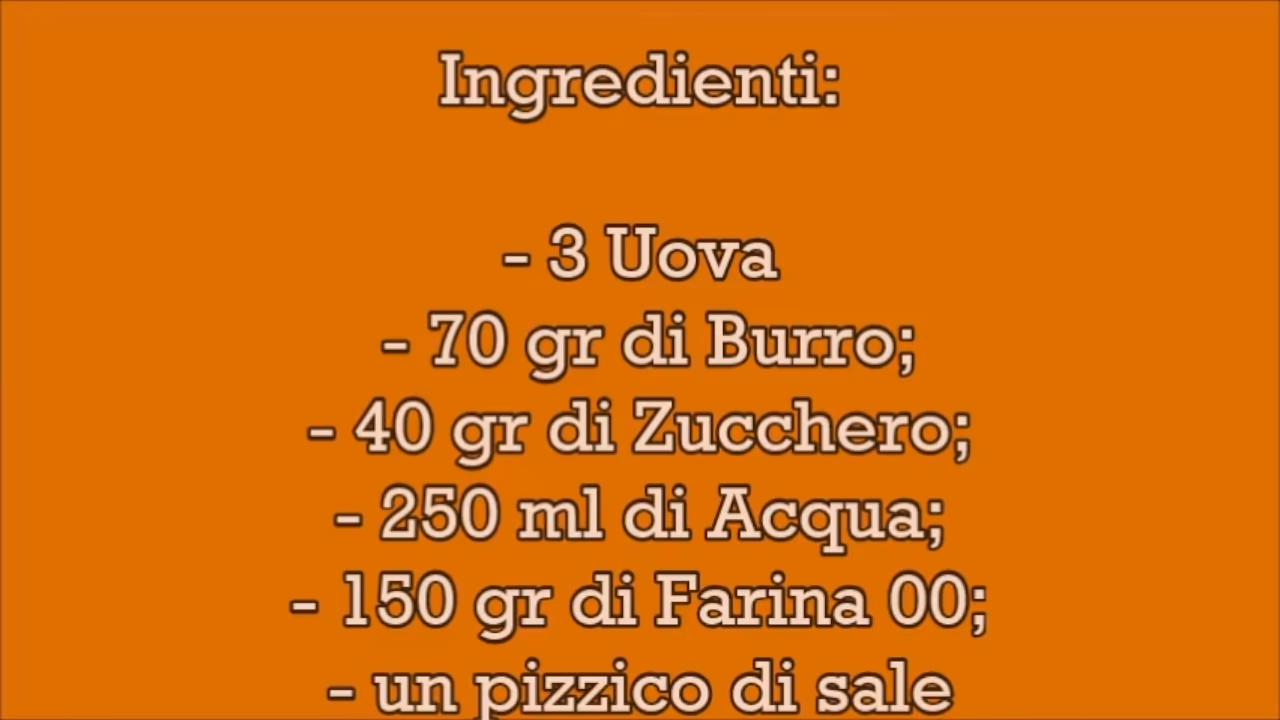 Ingredienti:
- 3 Uova
- 70 gr di Burro;
- 40 gr di Zucchero;
- 250 ml di Acqua;
- 150 gr di Farina 00;
- un pizzico di sale